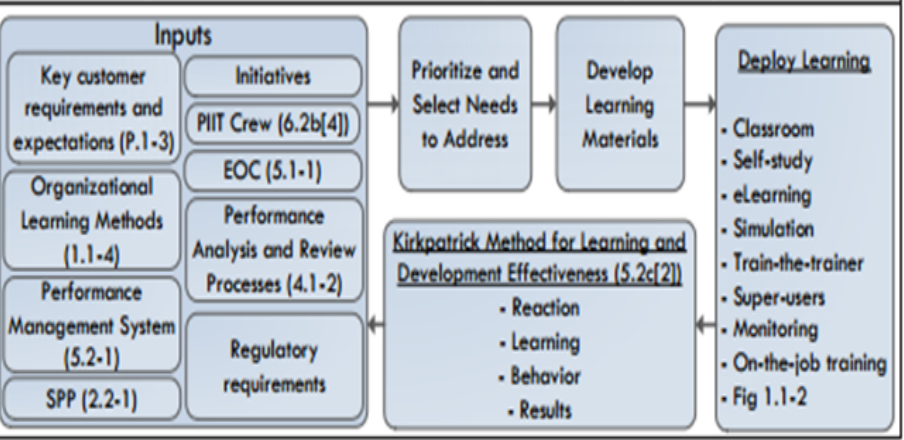 Inputs
Key customer
requirements and
expectations (P.1-3)
Organizational
Learning Methods
(1.1-4)
Performance
Management System
(5.2-1)
SPP (2.2-1)
Initiatives
PIIT Crew (6.2b[4])
EOC (5.1-1)
Performance
Analysis and Review
Processes (4.1-2)
Regulatory
requirements
Prioritize and
Select Needs
to Address
Develop
Learning
Materials
Deploy Learning
- Classroom
- Self-study
- eLearning
- Simulation
- Train-the-trainer
- Super-users
- Monitoring
- On-the-job training
- Fig 1.1-2
Kirkpatrick Method for Learning and
Development Effectiveness (5.2c[2])
- Reaction
- Learning
- Behavior
- Results